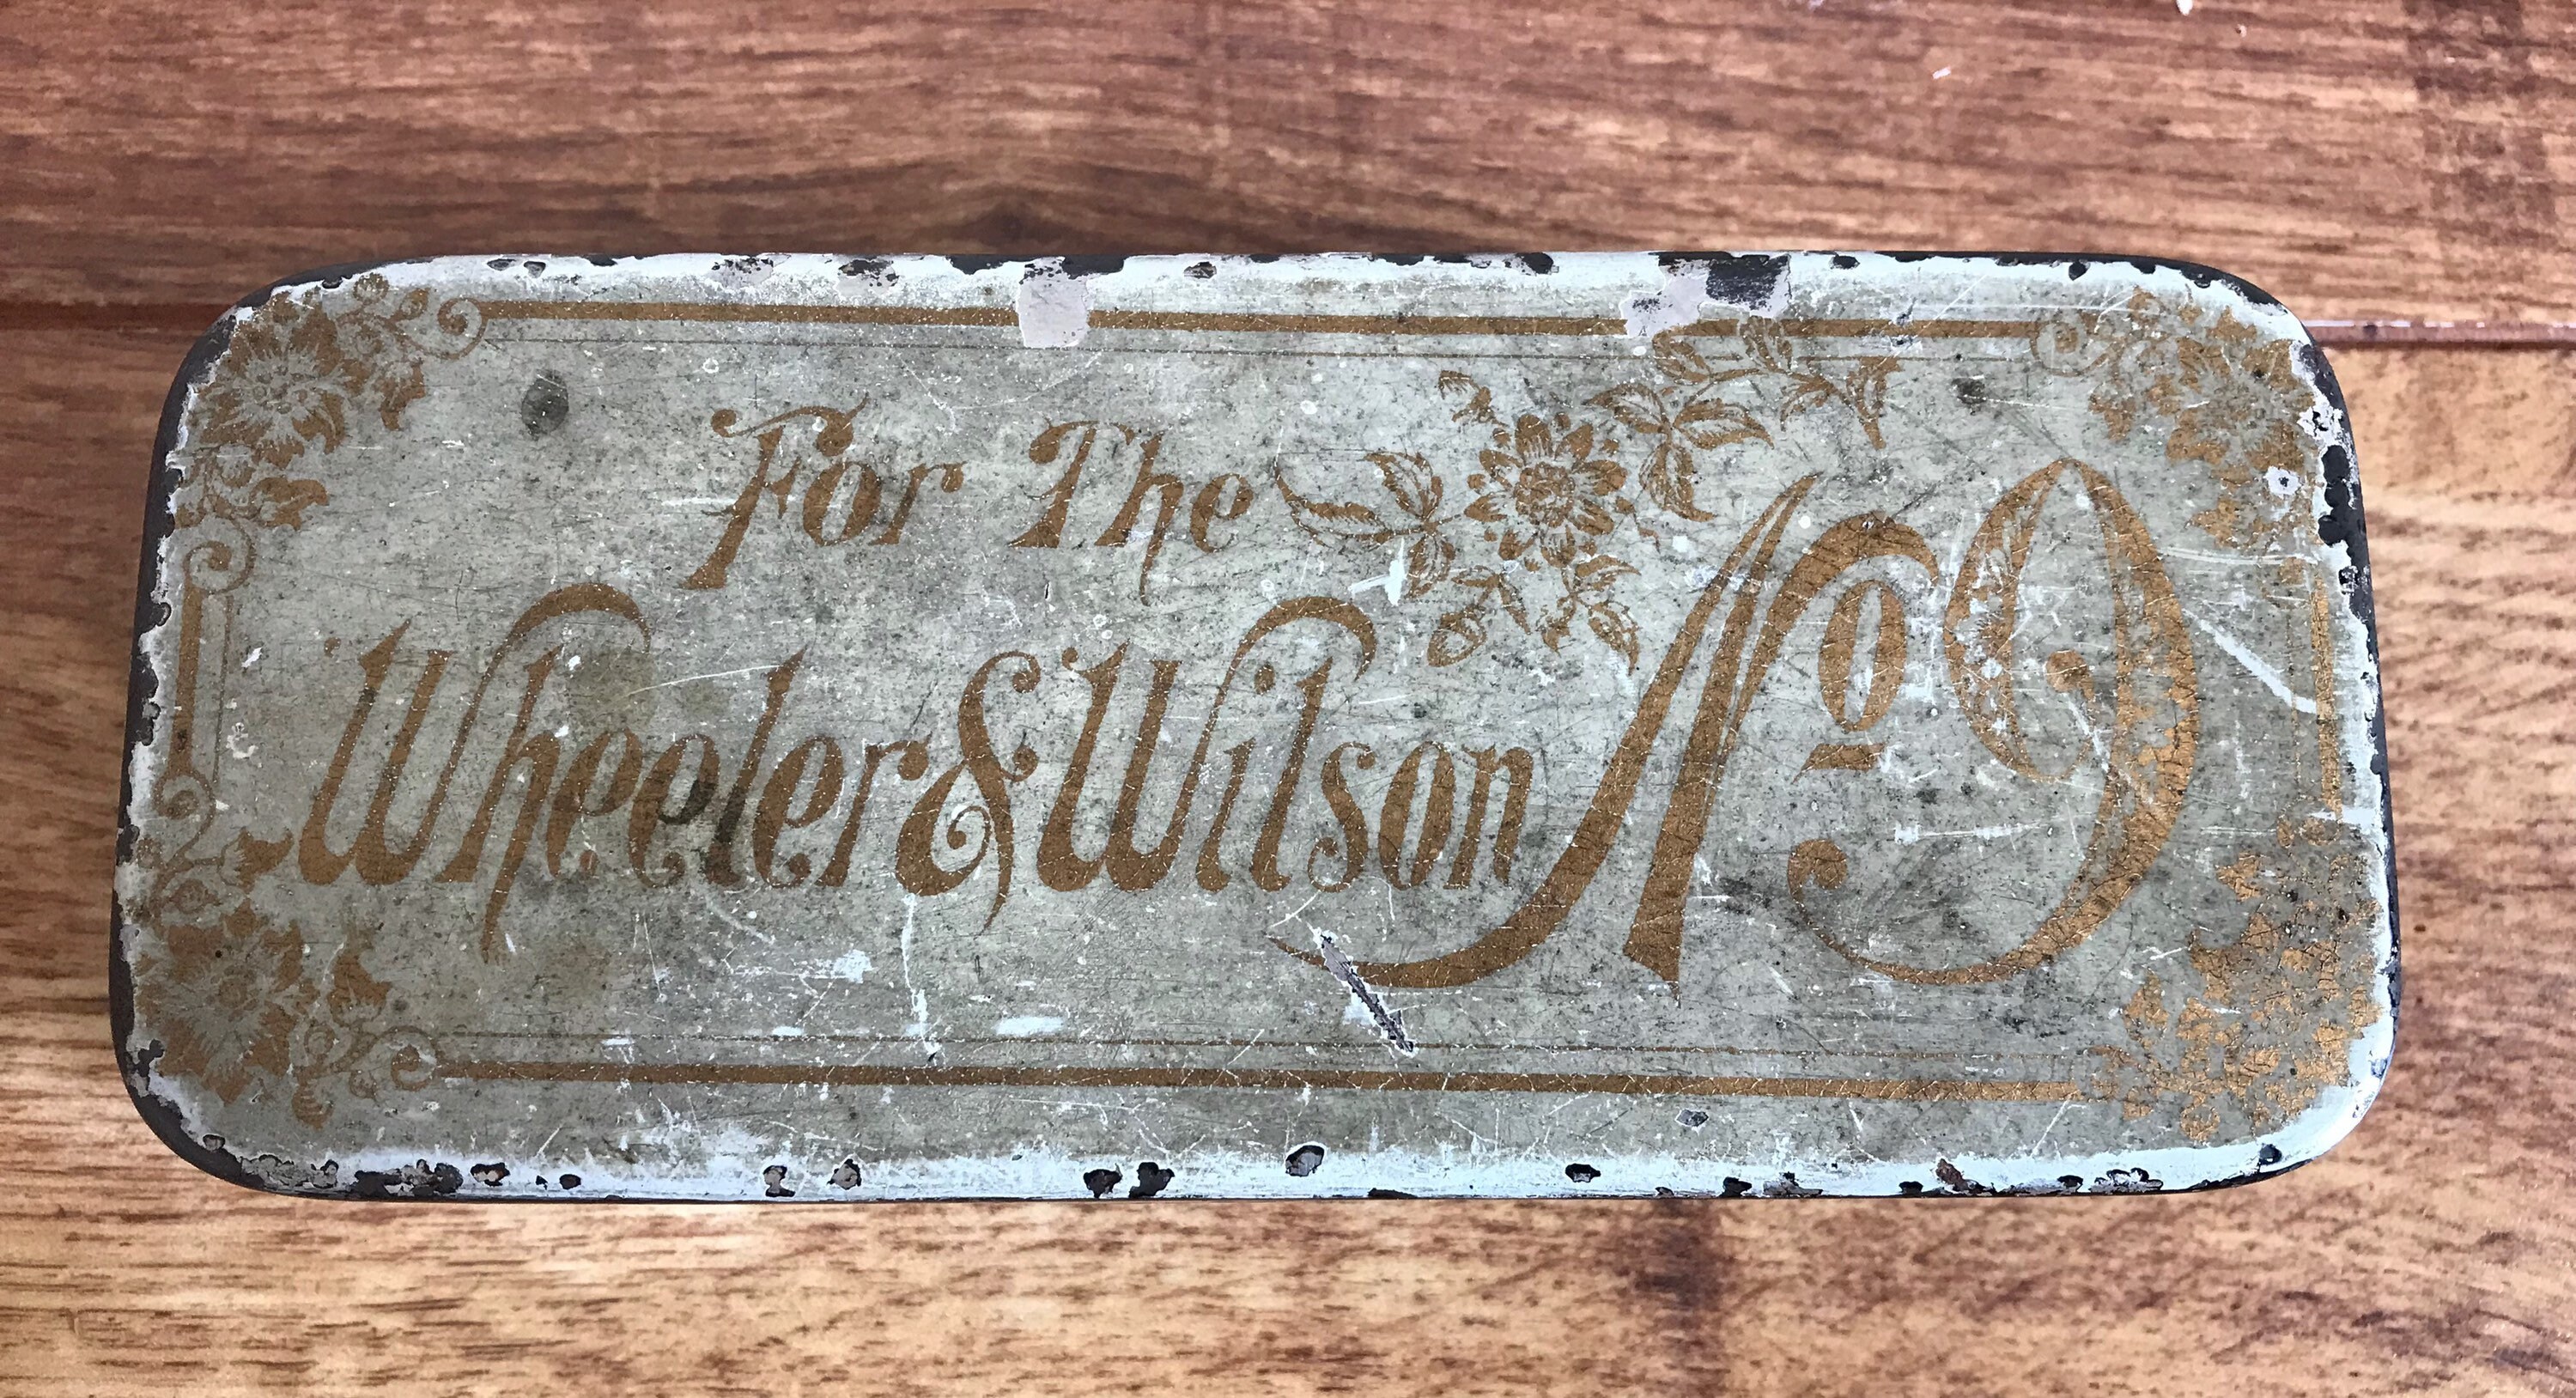 For The
Wheeler & Wilson No 9